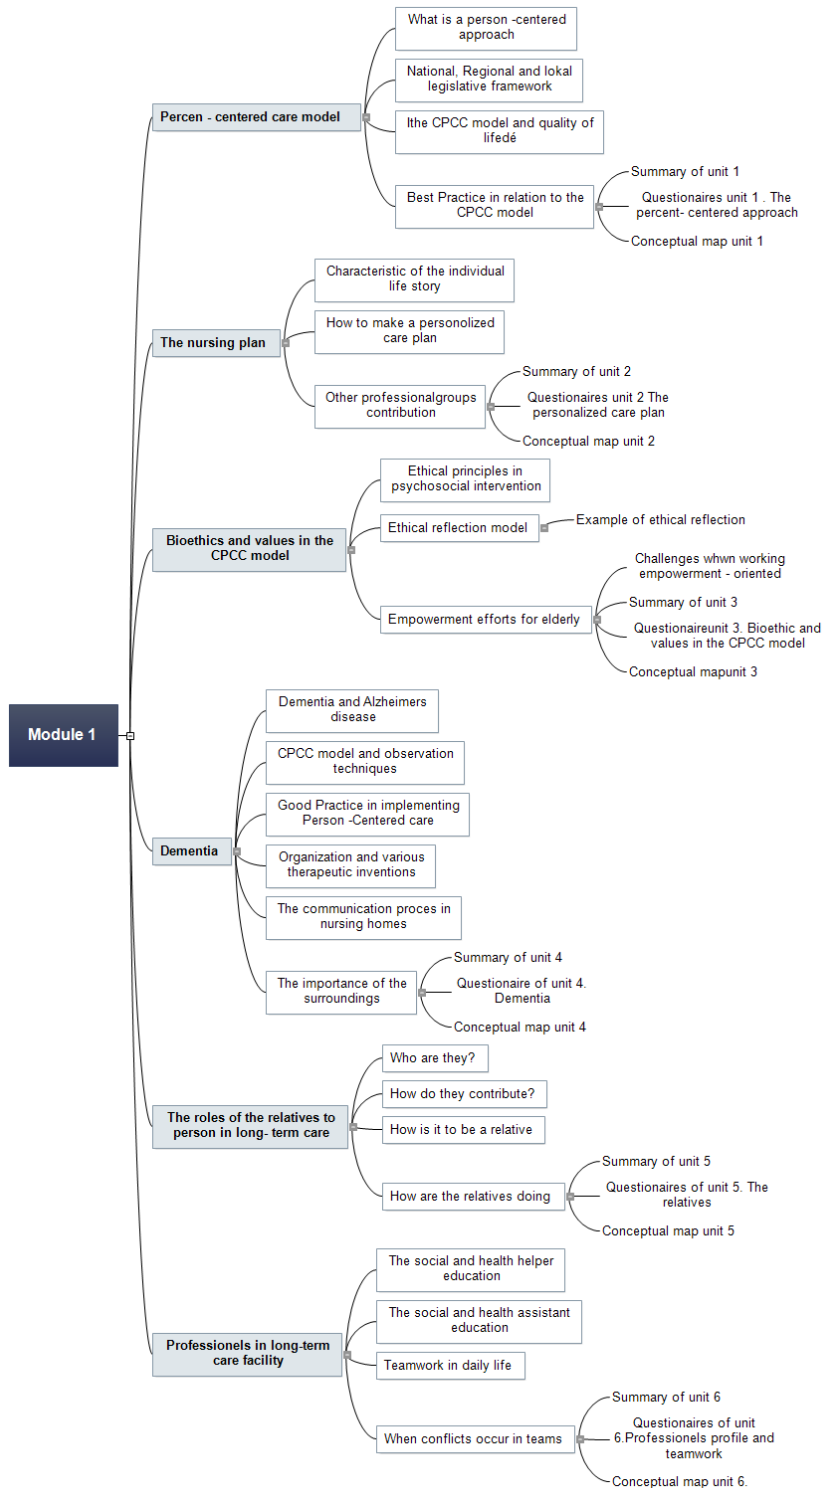 What is a person -centered
approach
National, Regional and lokal
legislative framework
Percen - centered care model
Ithe CPCC model and quality of
lifedé
Best Practice in relation to the
CPCC model
Summary of unit 1
Questionaires unit 1 . The
percent- centered approach
Conceptual map unit 1
Characteristic of the individual
life story
The nursing plan
How to make a personolized
care plan
Other professionalgroups
contribution
Summary of unit 2
Questionaires unit 2 The
personalized care plan
Conceptual map unit 2
Ethical principles in
psychosocial intervention
Bioethics and values in the
CPCC model
Ethical reflection model
Example of ethical reflection
Empowerment efforts for elderly
Challenges whwn working
empowerment - oriented
Summary of unit 3
Questionaireunit 3. Bioethic and
values in the CPCC model
Conceptual mapunit 3
Module 1
Dementia and Alzheimers
disease
CPCC model and observation
techniques
Good Practice in implementing
Person -Centered care
Dementia
Organization and various
therapeutic inventions
The communication proces in
nursing homes
The importance of the
surroundings
Summary of unit 4
Questionaire of unit 4.
Dementia
Conceptual map unit 4
Who are they?
How do they contribute?
The roles of the relatives to
person in long- term care
How is it to be a relative
How are the relatives doing
Summary of unit 5
Questionaires of unit 5. The
relatives
Conceptual map unit 5
The social and health helper
education
The social and health assistant
education
Professionels in long-term
care facility
Teamwork in daily life
When conflicts occur in teams
Summary of unit 6
Questionaires of unit
6.Professionels profile and
teamwork
Conceptual map unit 6.